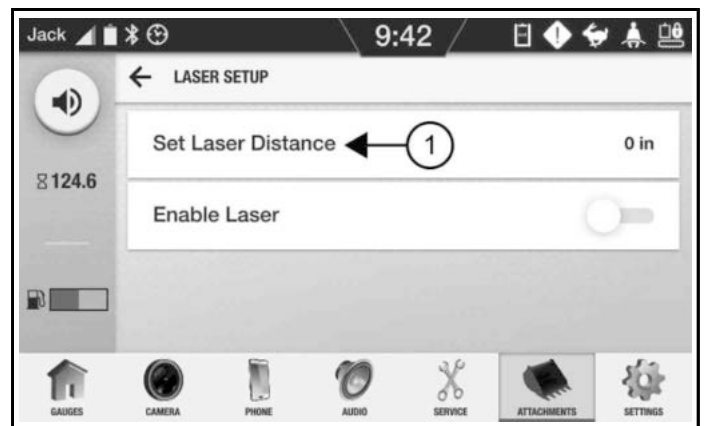 Jack 9:42
LASER SETUP
Set Laser Distance 1 0 in
124.6
Enable Laser
GAUGES CAMERA PHONE AUDIO SERVICE ATTACHMENTS SETTINGS